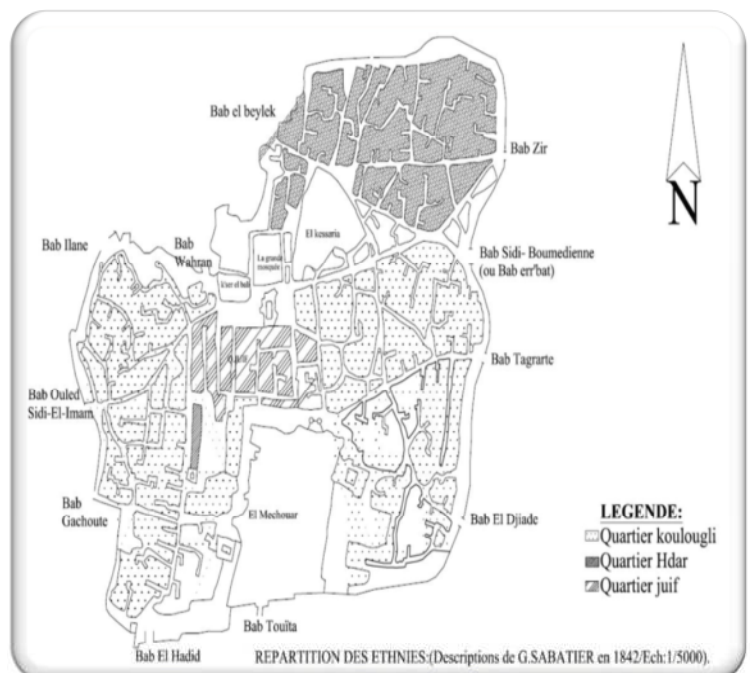 Bab el beylek
Bab Zir
N
El kessaria
Bab Ilane
Bab
Wahran
La grande
mosquée
Bab Sidi- Boumedienne
(ou Bab err'bat)
Bab Tagrarte
Bab Ouled
Sidi-El-Imam
Bab
Gachoute
El Mechouar
Bab El Djiade
LEGENDE:
Quartier koulougli
Quartier Hdar
Quartier juif
Bab Touïta
Bab El Hadid
REPARTITION DES ETHNIES:(Descriptions de G.SABATIER en 1842/Ech:1/5000).